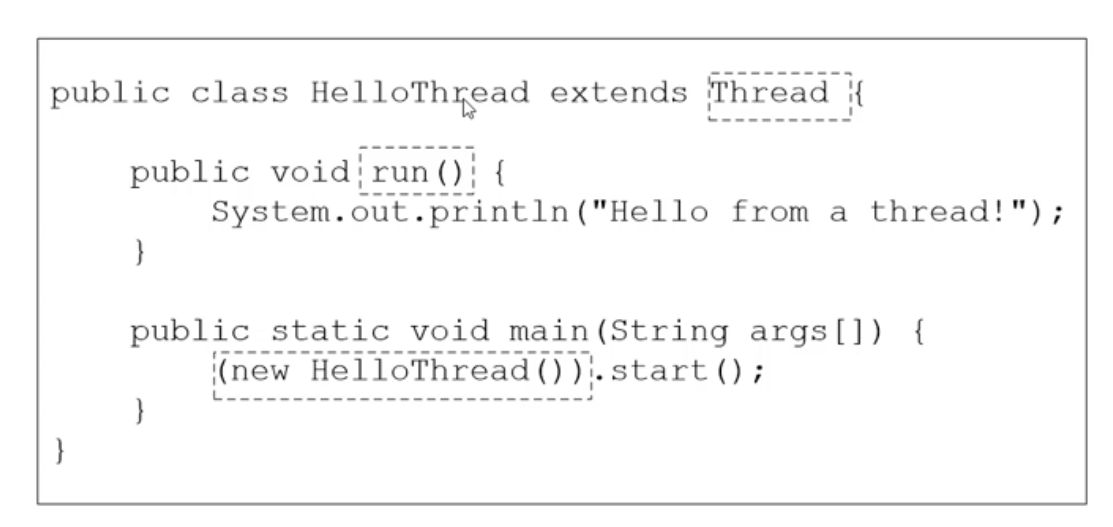 public class HelloThread extends Thread {
public void run() {
System.out.println("Hello from a thread!");
}
public static void main(String args[]) {
(new HelloThread()).start();
}
}